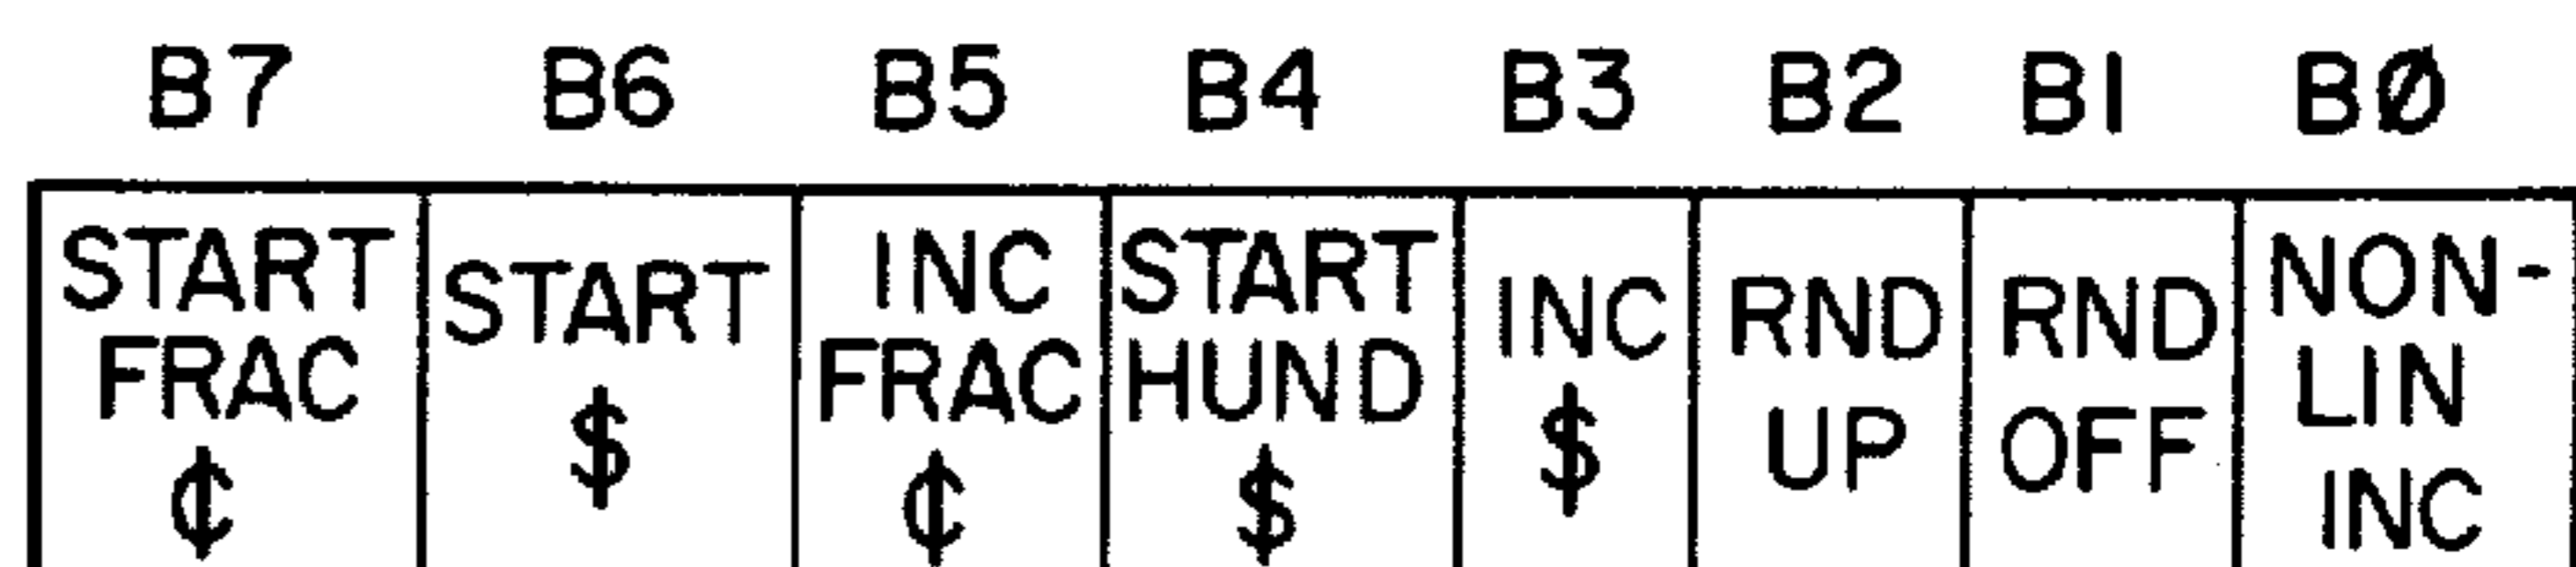 B7 B6 B5 B4 B3 B2 B1 BØ
START FRAC ¢
START $
INC FRAC ¢
START HUND $
INC $
RND UP
RND OFF
NON-LIN INC